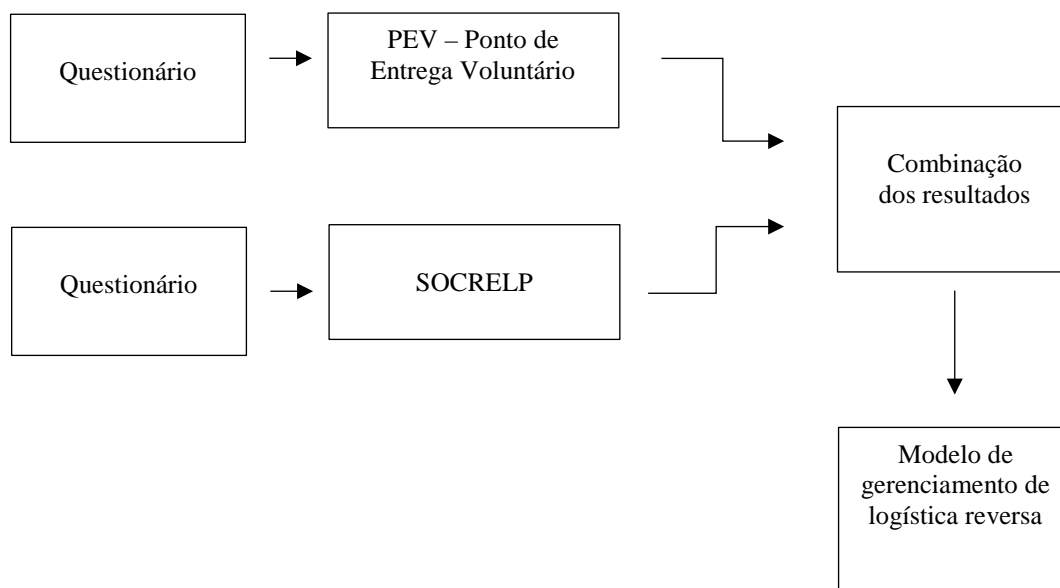 Questionário
PEV – Ponto de
Entrega Voluntário
Combinação
dos resultados
Questionário
SOCRELP
Modelo de
gerenciamento de
logística reversa